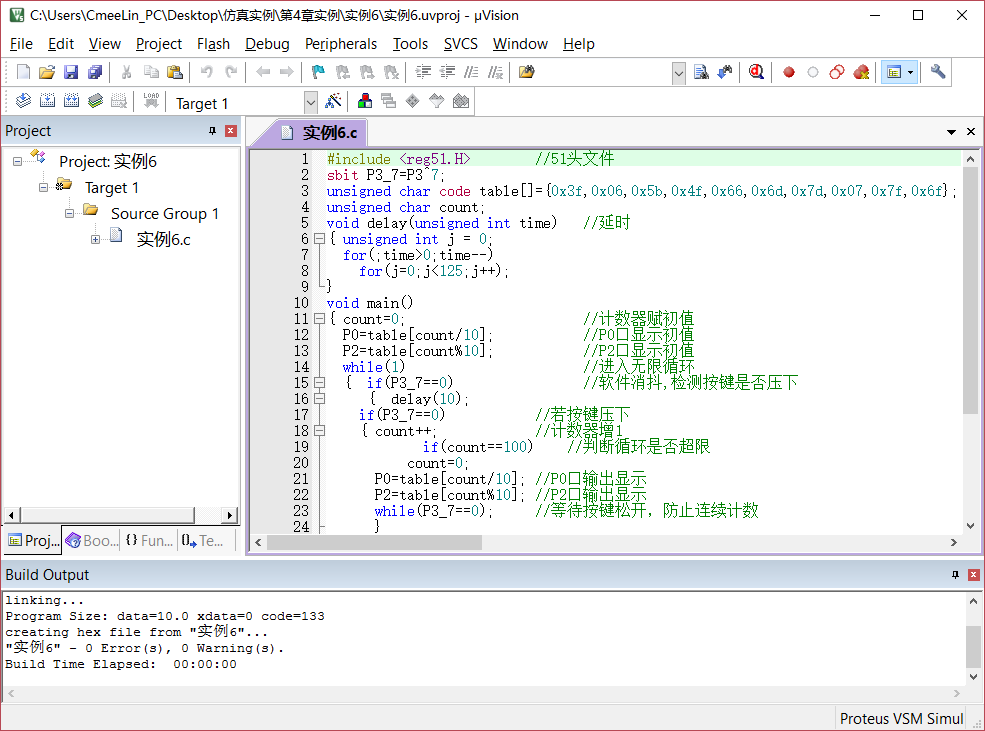 C:\Users\CmeeLin_PC\Desktop\仿真实例\第4章实例\实例6\实例6.uvproj - µVision
File Edit View Project Flash Debug Peripherals Tools SVCS Window Help
LOAD
Target 1
Project
Project: 实例6
Target 1
Source Group 1
实例6.c
Proj... Boo... {} Fun... Te...
实例6.c
1 #include <reg51.H> //51头文件
2 sbit P3_7=P3^7;
3 unsigned char code table[]={0x3f,0x06,0x5b,0x4f,0x66,0x6d,0x7d,0x07,0x7f,0x6f};
4 unsigned char count;
5 void delay(unsigned int time) //延时
6 { unsigned int j = 0;
7 for(;time>0;time--)
8 for(j=0;j<125;j++);
9 }
10 void main()
11 { count=0; //计数器赋初值
12 P0=table[count/10]; //P0口显示初值
13 P2=table[count%10]; //P2口显示初值
14 while(1) //进入无限循环
15 { if(P3_7==0) //软件消抖,检测按键是否压下
16 { delay(10);
17 if(P3_7==0) //若按键压下
18 { count++; //计数器增1
19 if(count==100) //判断循环是否超限
20 count=0;
21 P0=table[count/10]; //P0口输出显示
22 P2=table[count%10]; //P2口输出显示
23 while(P3_7==0); //等待按键松开，防止连续计数
24 }
Build Output
linking...
Program Size: data=10.0 xdata=0 code=133
creating hex file from "实例6"...
"实例6" - 0 Error(s), 0 Warning(s).
Build Time Elapsed: 00:00:00
Proteus VSM Simul